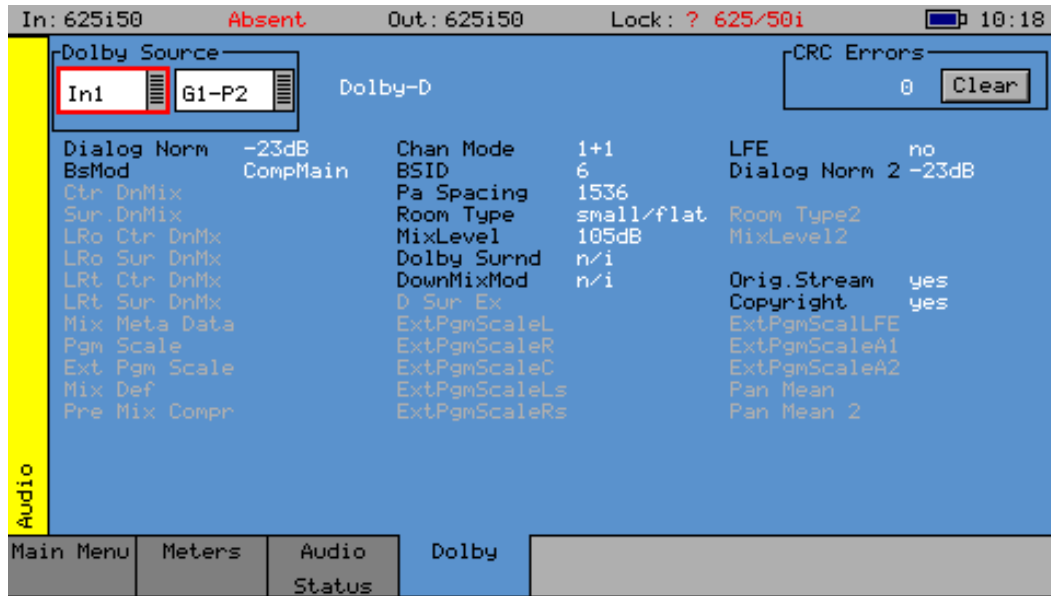 In: 625i50 Absent Out: 625i50 Lock: ? 625/50i 10:18
Dolby Source CRC Errors
In1 G1-P2 Dolby-D 0 Clear
Dialog Norm -23dB Chan Mode 1+1 LFE no
BsMod CompMain BSID 6 Dialog Norm 2 -23dB
Ctr DnMix Pa Spacing 1536
Sur.DnMix Room Type small/flat Room Type2
LRo Ctr DnMx MixLevel 105dB MixLevel2
LRo Sur DnMx Dolby Surnd n/i
LRt Ctr DnMx DownMixMod n/i Orig.Stream yes
LRt Sur DnMx D Sur Ex Copyright yes
Mix Meta Data ExtPgmScaleL ExtPgmScalLFE
Pgm Scale ExtPgmScaleR ExtPgmScaleA1
Ext Pgm Scale ExtPgmScaleC ExtPgmScaleA2
Mix Def ExtPgmScaleLs Pan Mean
Pre Mix Compr ExtPgmScaleRs Pan Mean 2
Audio
Main Menu Meters Audio Dolby
Status